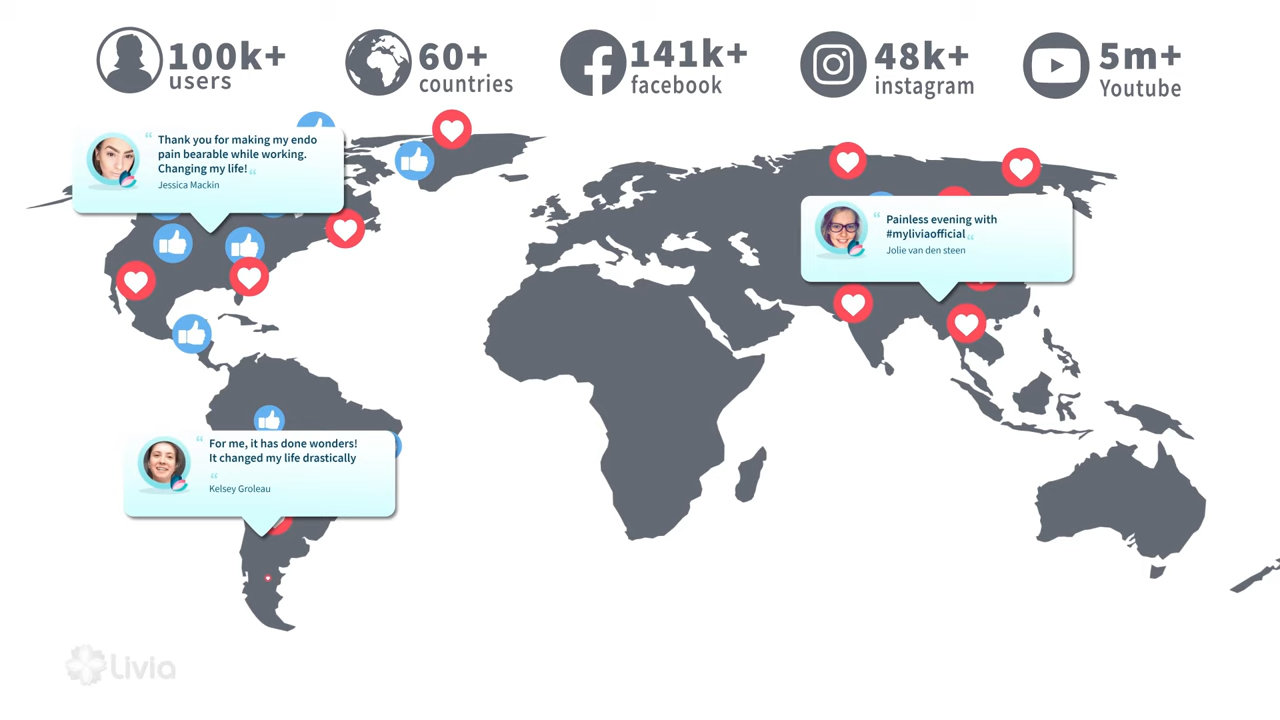 100k+
users
60+
countries
141k+
facebook
48k+
instagram
5m+
Youtube
“ Thank you for making my endo
pain bearable while working.
Changing my life! “
Jessica Mackin
“ Painless evening with
#myliviaofficial “
Jolie van den steen
“ For me, it has done wonders!
It changed my life drastically
“
Kelsey Groleau
Livia